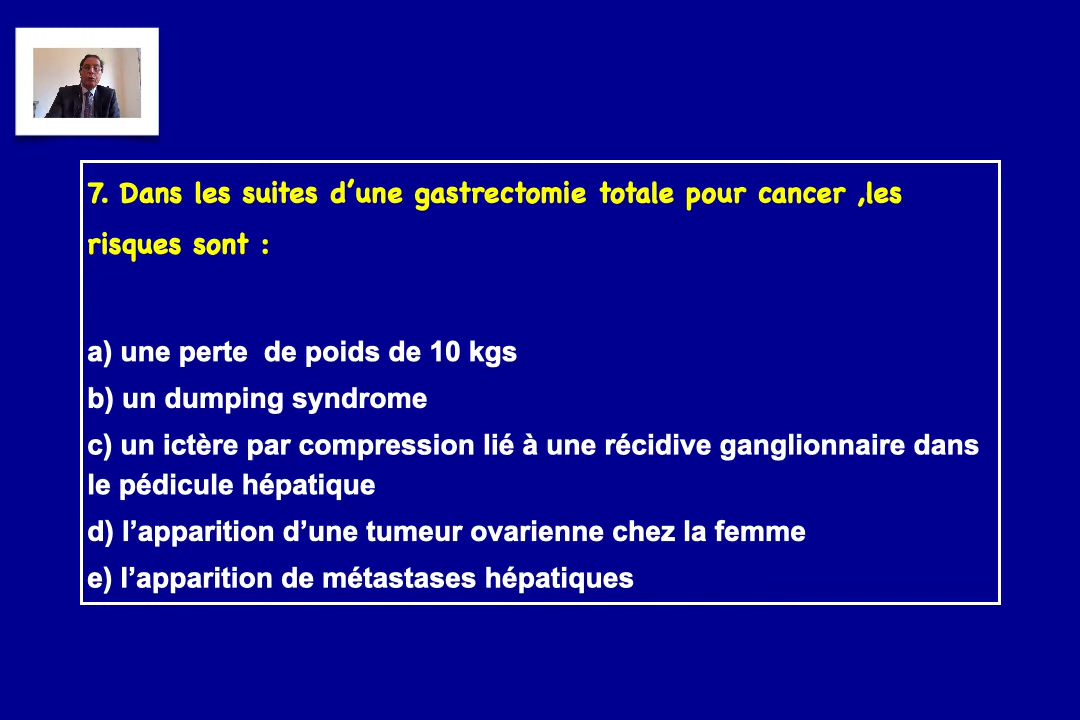 7. Dans les suites d’une gastrectomie totale pour cancer ,les
risques sont :
a) une perte  de poids de 10 kgs
b) un dumping syndrome
c) un ictère par compression lié à une récidive ganglionnaire dans
le pédicule hépatique
d) l’apparition d’une tumeur ovarienne chez la femme
e) l’apparition de métastases hépatiques